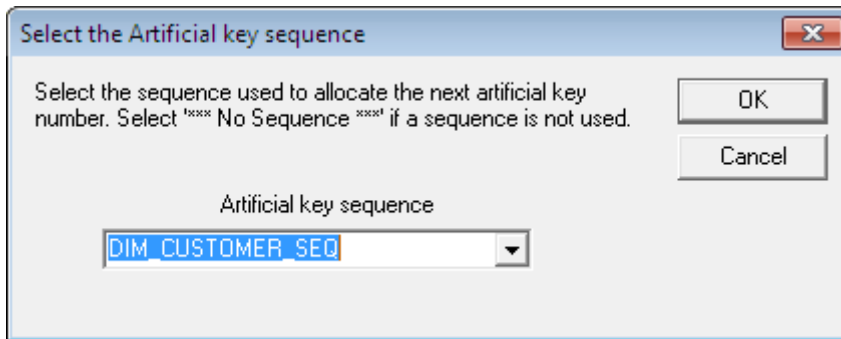 Select the Artificial key sequence
Select the sequence used to allocate the next artificial key
number. Select '*** No Sequence ***' if a sequence is not used.
OK
Cancel
Artificial key sequence
DIM_CUSTOMER_SEQ